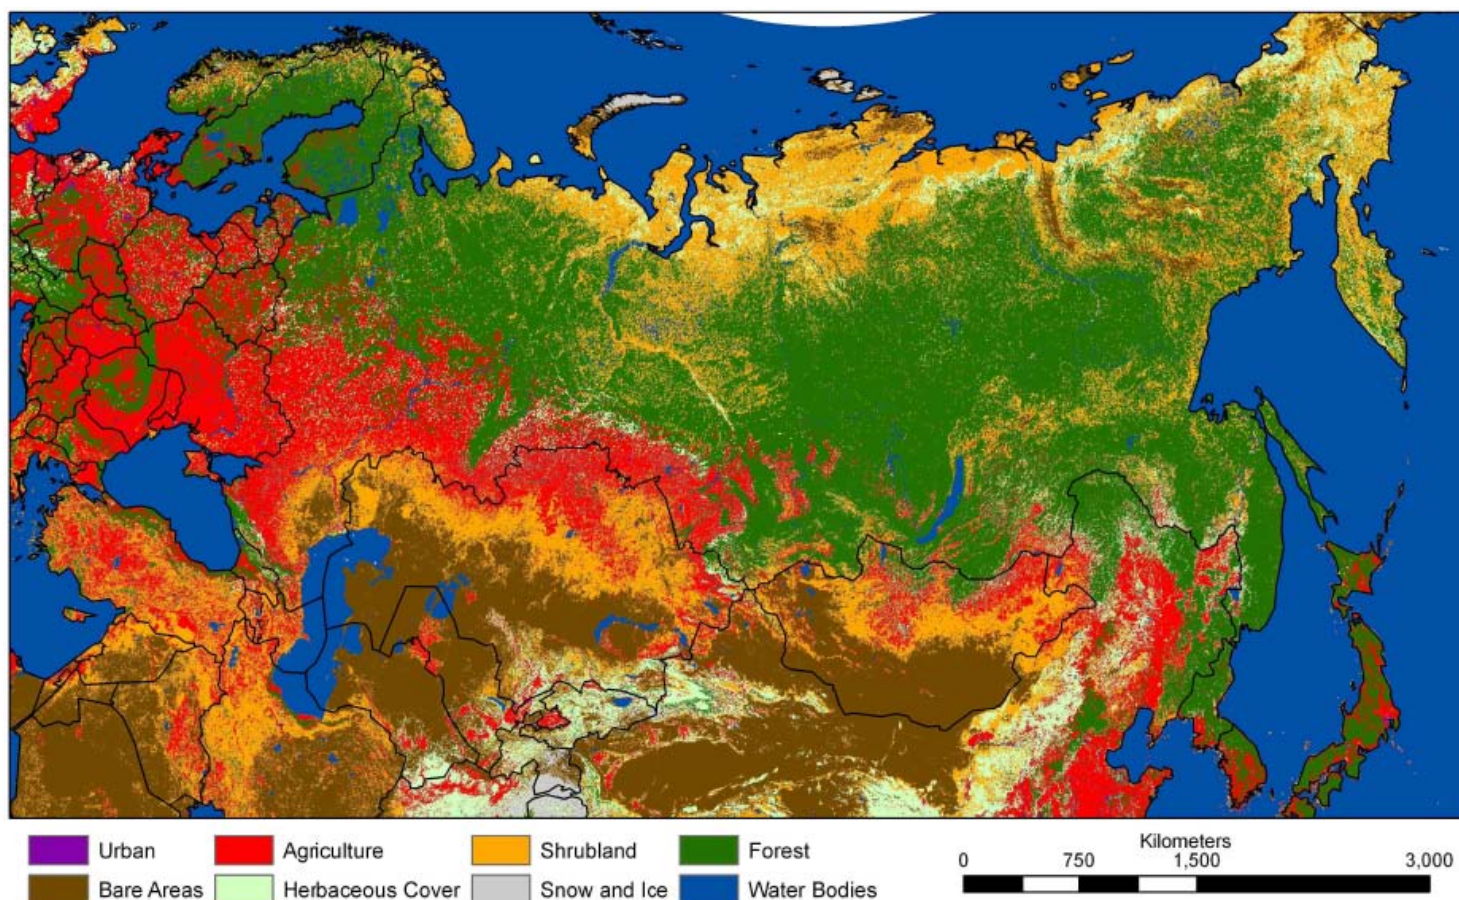 Urban Agriculture Shrubland Forest
Bare Areas Herbaceous Cover Snow and Ice Water Bodies
Kilometers
0 750 1,500 3,000